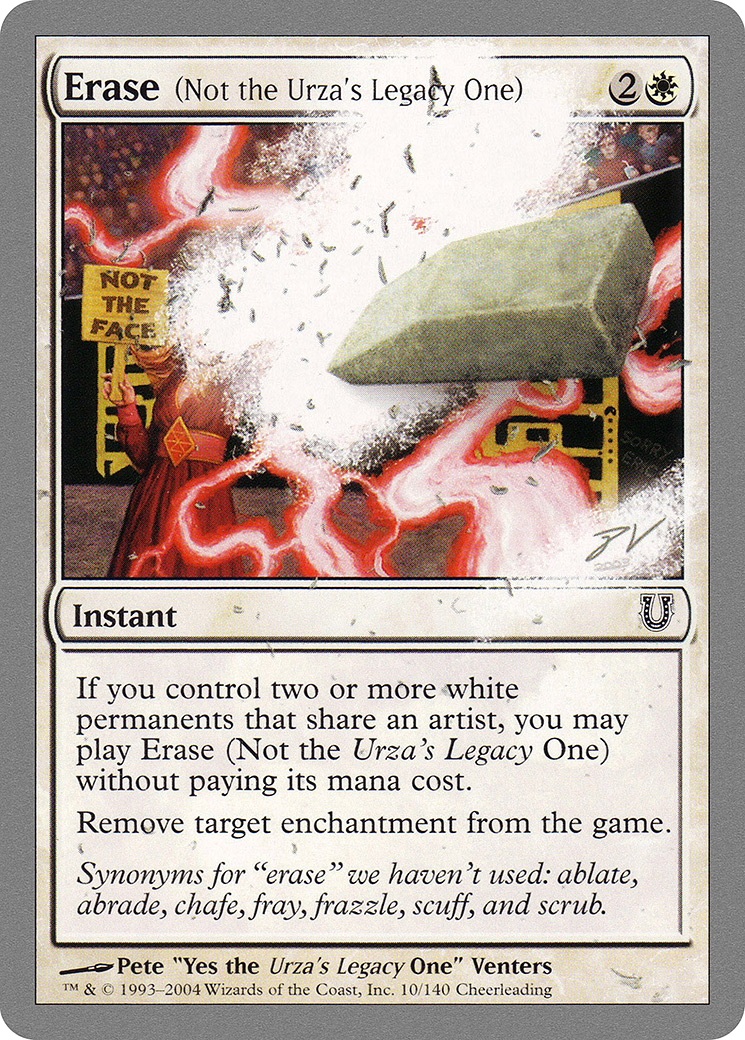 Erase (Not the Urza's Legacy One) 2
NOT
THE
FACE
SORRY
ERIC
PV
2003
Instant
If you control two or more white
permanents that share an artist, you may
play Erase (Not the Urza's Legacy One)
without paying its mana cost.
Remove target enchantment from the game.
Synonyms for "erase" we haven't used: ablate,
abrade, chafe, fray, frazzle, scuff, and scrub.
Pete "Yes the Urza's Legacy One" Venters
™ & © 1993–2004 Wizards of the Coast, Inc. 10/140 Cheerleading